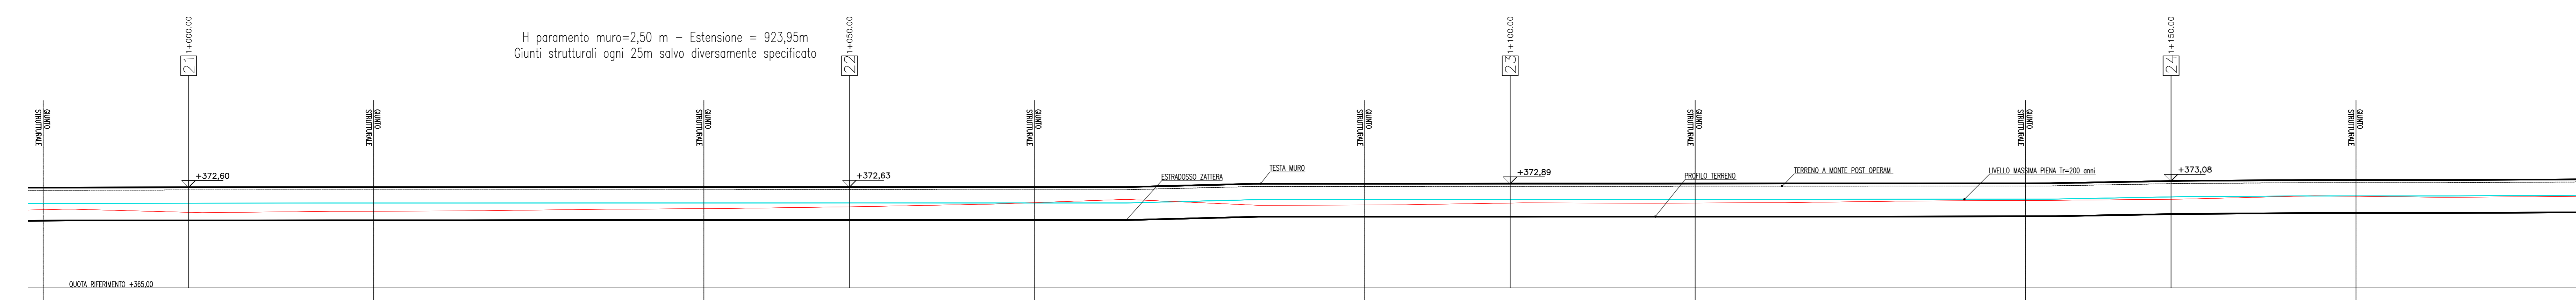 1+000.00
21
H paramento muro=2,50 m - Estensione = 923,95m
Giunti strutturali ogni 25m salvo diversamente specificato
1+050.00
22
1+100.00
23
1+150.00
24
GIUNTO
STRUTTURALE
GIUNTO
STRUTTURALE
GIUNTO
STRUTTURALE
GIUNTO
STRUTTURALE
GIUNTO
STRUTTURALE
GIUNTO
STRUTTURALE
GIUNTO
STRUTTURALE
GIUNTO
STRUTTURALE
+372,60
+372,63
ESTRADOSSO ZATTERA
TESTA MURO
+372,89
PROFILO TERRENO
TERRENO A MONTE POST OPERAM
LIVELLO MASSIMA PIENA Tr=200 anni
+373,08
QUOTA RIFERIMENTO +365,00